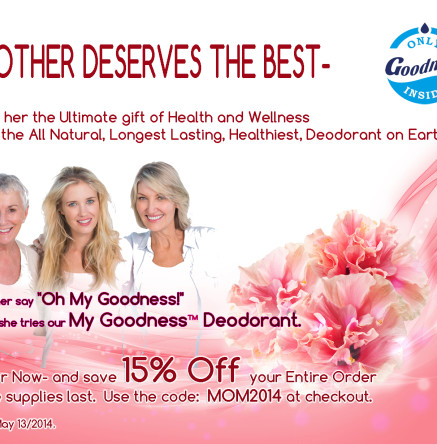 OTHER DESERVES THE BEST-
ONL
Goodn
INSID
her the Ultimate gift of Health and Wellness
the All Natural, Longest Lasting, Healthiest, Deodorant on Eart
er say "Oh My Goodness!"
she tries our My Goodness™ Deodorant.
r Now- and save 15% Off your Entire Order
supplies last. Use the code: MOM2014 at checkout.
May 13/2014.